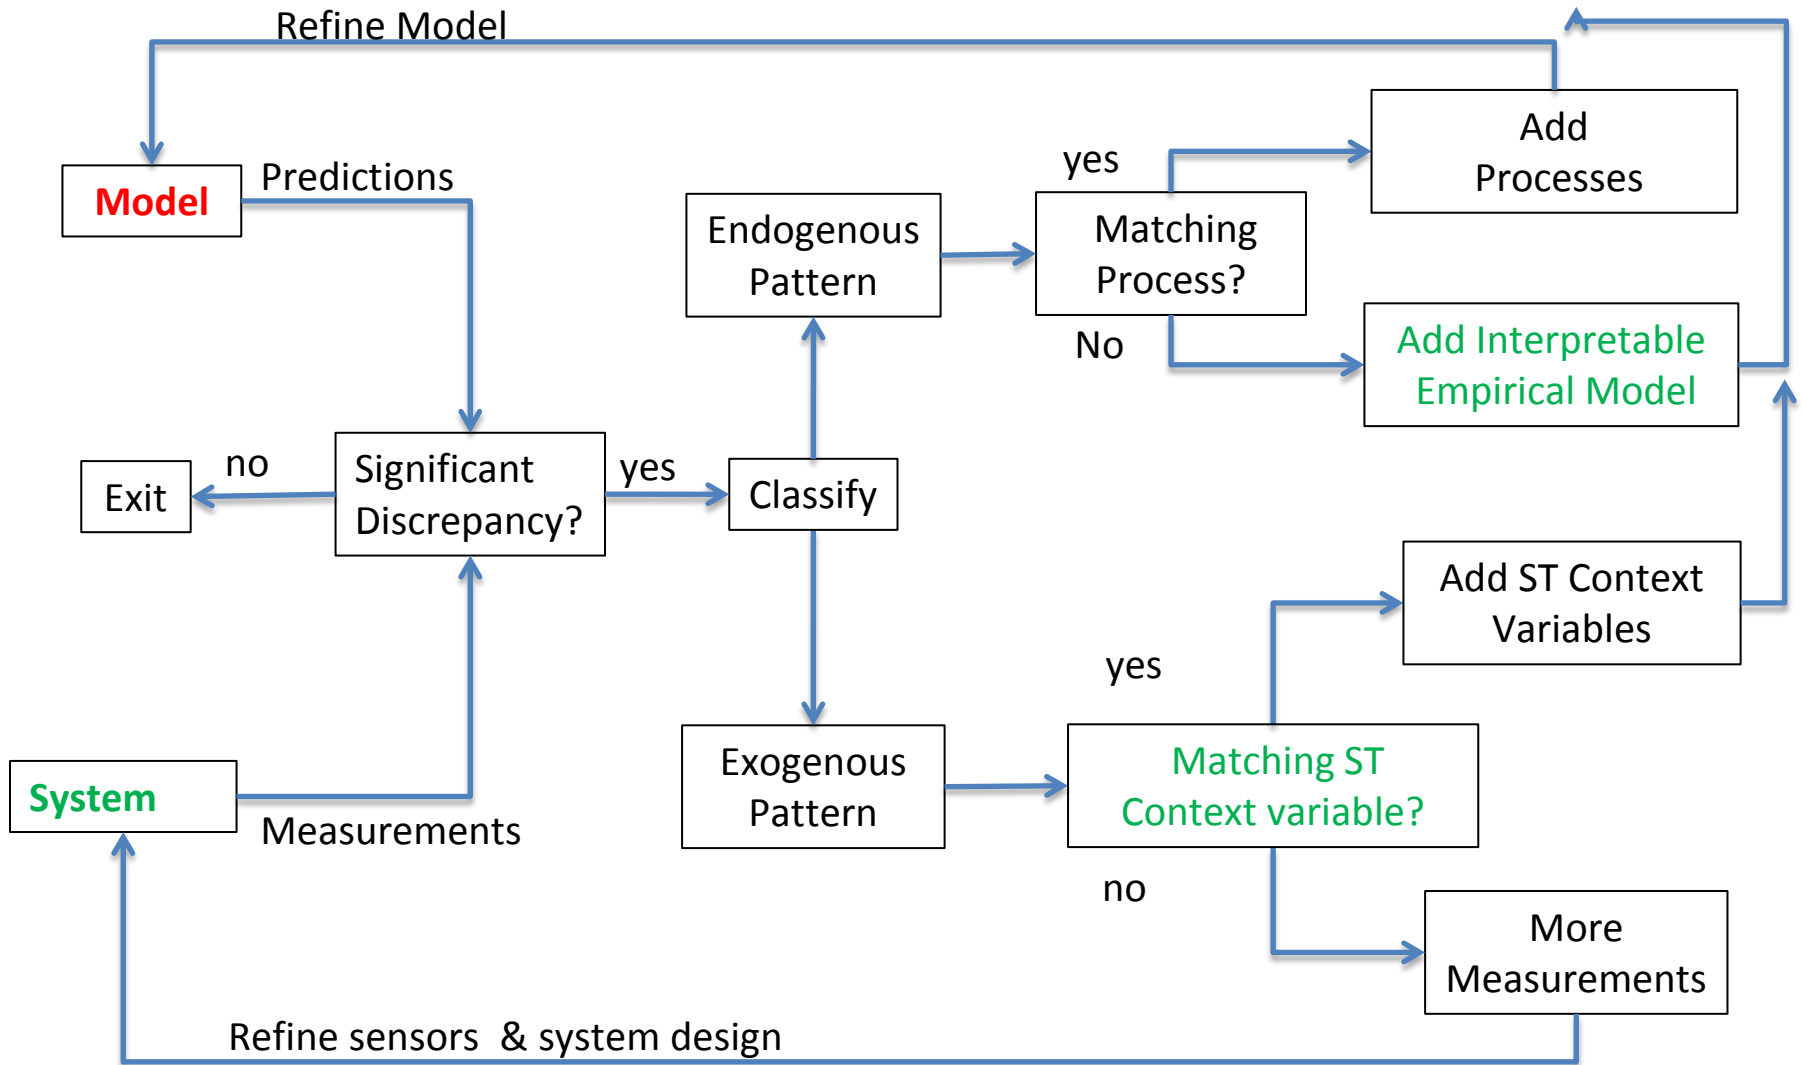 Refine Model
Model
Predictions
Endogenous
Pattern
yes
Matching
Process?
No
Add
Processes
Add Interpretable
Empirical Model
Exit
no
Significant
Discrepancy?
yes
Classify
System
Measurements
Exogenous
Pattern
yes
Matching ST
Context variable?
no
Add ST Context
Variables
More
Measurements
Refine sensors & system design